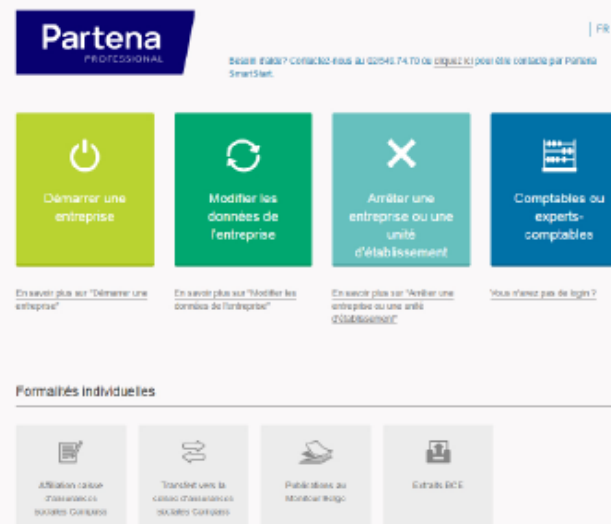 Partena
PROFESSIONAL
FR
Besoin d'aide? Contactez-nous au 02/549.74.70 ou cliquez ici pour être contacté par Partena
SmartStart.
Démarrer une
entreprise
Modifier les
données de
l'entreprise
Arrêter une
entreprise ou une
unité
d'établissement
Comptables ou
experts-
comptables
En savoir plus sur "Démarrer une
entreprise"
En savoir plus sur "Modifier les
données de l'entreprise"
En savoir plus sur "Arrêter une
entreprise ou une unité
d'établissement"
Vous n'avez pas de login ?
Formalités individuelles
Affiliation caisse
d'assurances
sociales Compass
Transfert vers la
caisse d'assurances
sociales Compass
Publications au
Moniteur Belge
Extraits BCE